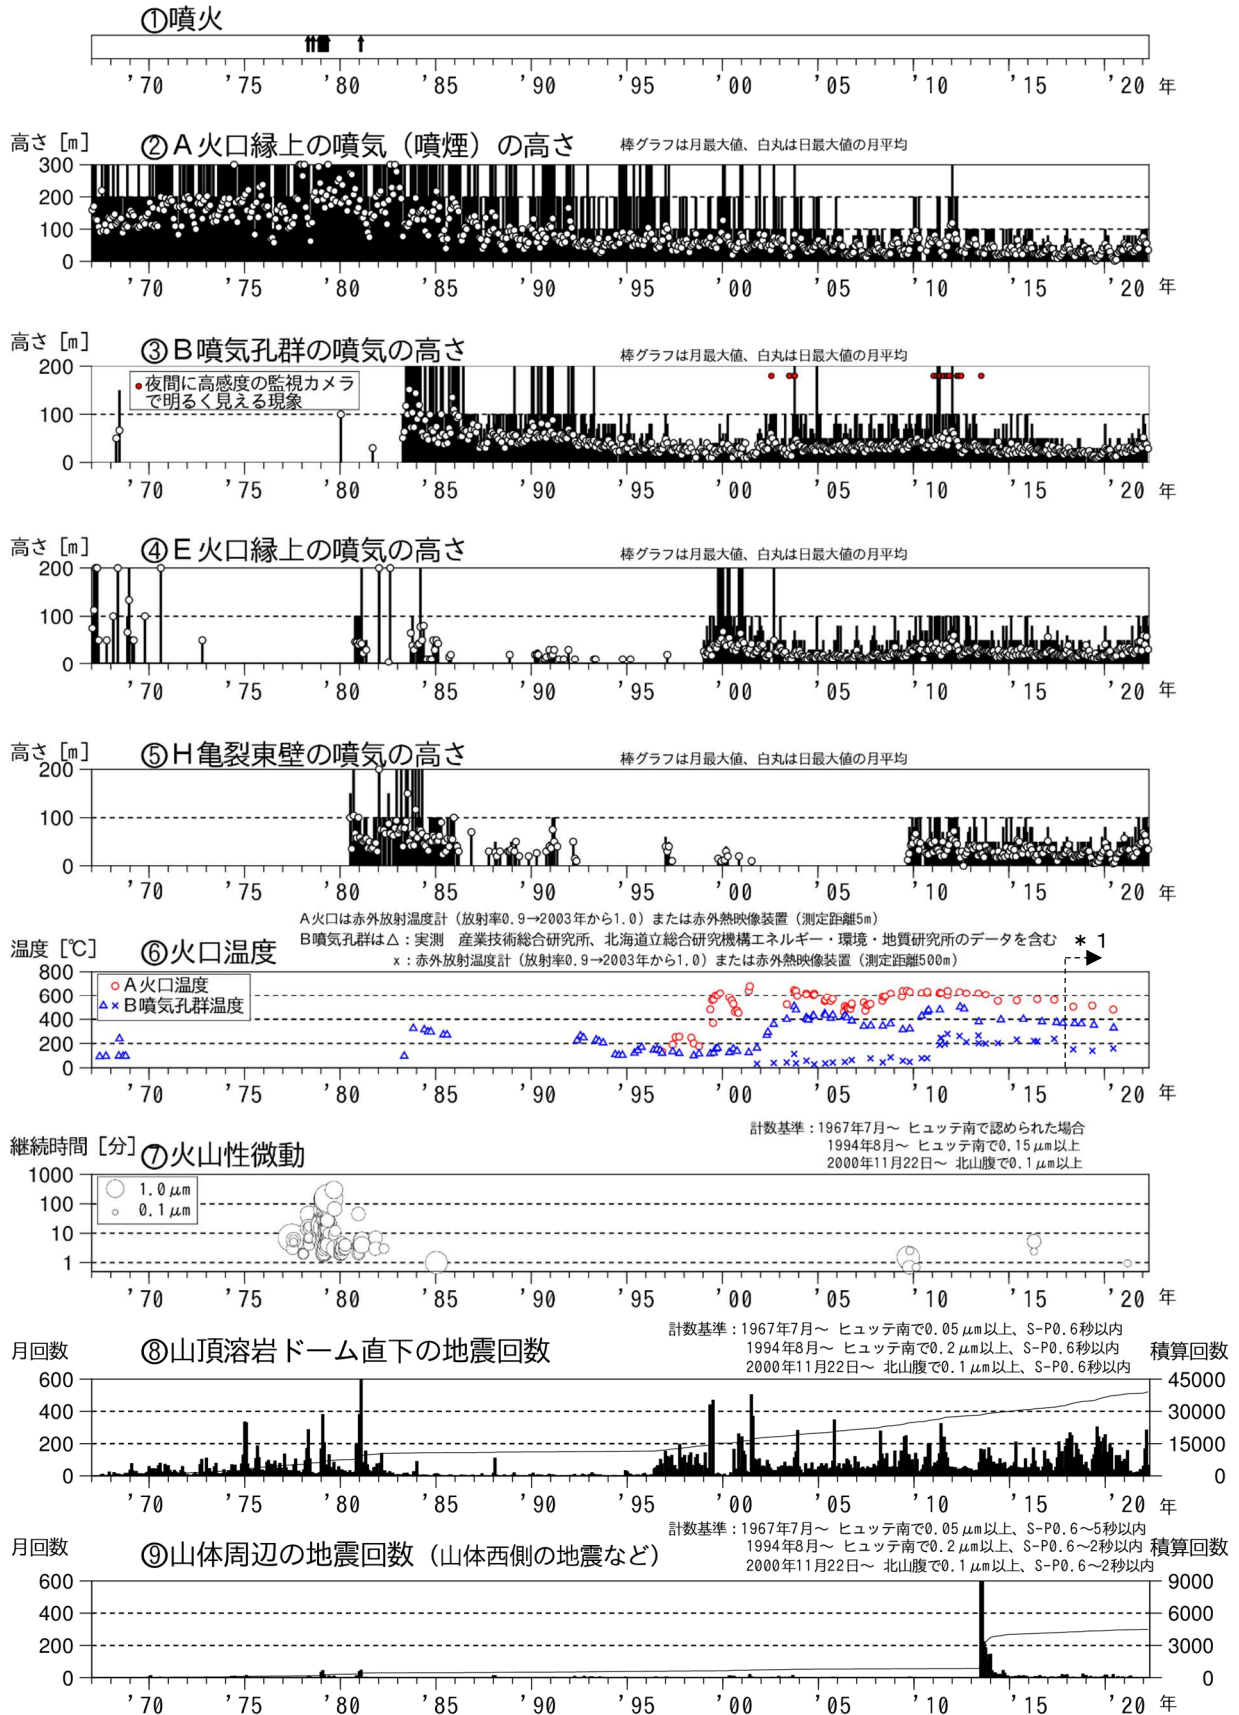 ①噴火
'70 '75 '80 '85 '90 '95 '00 '05 '10 '15 '20 年
高さ [m] ②A火口縁上の噴気（噴煙）の高さ 棒グラフは月最大値、白丸は日最大値の月平均
300
200
100
0
'70 '75 '80 '85 '90 '95 '00 '05 '10 '15 '20 年
高さ [m] ③B噴気孔群の噴気の高さ 棒グラフは月最大値、白丸は日最大値の月平均
200
夜間に高感度の監視カメラ
で明るく見える現象
100
0
'70 '75 '80 '85 '90 '95 '00 '05 '10 '15 '20 年
高さ [m] ④E火口縁上の噴気の高さ 棒グラフは月最大値、白丸は日最大値の月平均
200
100
0
'70 '75 '80 '85 '90 '95 '00 '05 '10 '15 '20 年
高さ [m] ⑤H亀裂東壁の噴気の高さ 棒グラフは月最大値、白丸は日最大値の月平均
200
100
0
'70 '75 '80 '85 '90 '95 '00 '05 '10 '15 '20 年
A火口は赤外放射温度計（放射率0.9→2003年から1.0）または赤外熱映像装置（測定距離5m）
温度 [℃] ⑥火口温度 B噴気孔群は△：実測 産業技術総合研究所、北海道立総合研究機構エネルギー・環境・地質研究所のデータを含む ＊1
x：赤外放射温度計（放射率0.9→2003年から1.0）または赤外熱映像装置（測定距離500m）
800
○ A火口温度
600
△ × B噴気孔群温度
400
200
0
'70 '75 '80 '85 '90 '95 '00 '05 '10 '15 '20 年
計数基準：1967年7月～ ヒュッテ南で認められた場合
継続時間 [分] ⑦火山性微動 1994年8月～ ヒュッテ南で0.15μm以上
2000年11月22日～ 北山腹で0.1μm以上
1000
1.0μm
100
0.1μm
10
1
'70 '75 '80 '85 '90 '95 '00 '05 '10 '15 '20 年
計数基準：1967年7月～ ヒュッテ南で0.05μm以上、S-P0.6秒以内
月回数 ⑧山頂溶岩ドーム直下の地震回数 1994年8月～ ヒュッテ南で0.2μm以上、S-P0.6秒以内 積算回数
2000年11月22日～ 北山腹で0.1μm以上、S-P0.6秒以内
600 45000
400 30000
200 15000
0 0
'70 '75 '80 '85 '90 '95 '00 '05 '10 '15 '20 年
計数基準：1967年7月～ ヒュッテ南で0.05μm以上、S-P0.6～5秒以内
月回数 ⑨山体周辺の地震回数（山体西側の地震など） 1994年8月～ ヒュッテ南で0.2μm以上、S-P0.6～2秒以内 積算回数
2000年11月22日～ 北山腹で0.1μm以上、S-P0.6～2秒以内
600 9000
400 6000
200 3000
0 0
'70 '75 '80 '85 '90 '95 '00 '05 '10 '15 '20 年